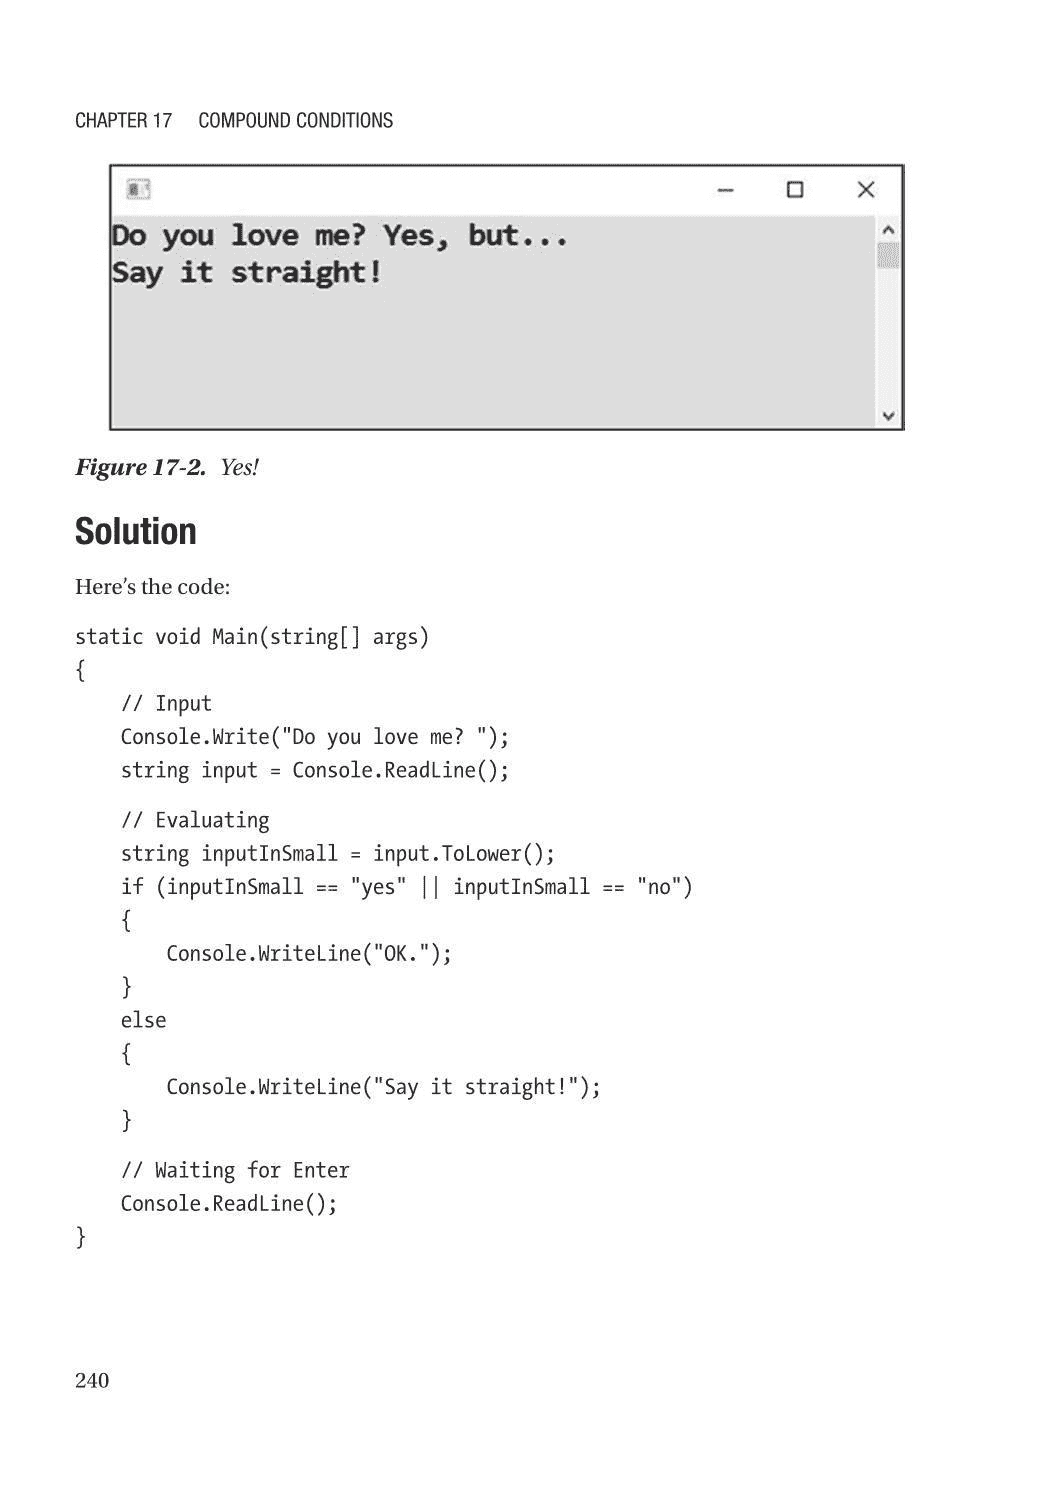 CHAPTER 17 COMPOUND CONDITIONS
Do you love me? Yes, but...
Say it straight!
Figure 17-2. Yes!
Solution
Here's the code:
static void Main(string[] args)
{
    // Input
    Console.Write("Do you love me? ");
    string input = Console.ReadLine();
    // Evaluating
    string inputInSmall = input.ToLower();
    if (inputInSmall == "yes" || inputInSmall == "no")
    {
        Console.WriteLine("OK.");
    }
    else
    {
        Console.WriteLine("Say it straight!");
    }
    // Waiting for Enter
    Console.ReadLine();
}
240